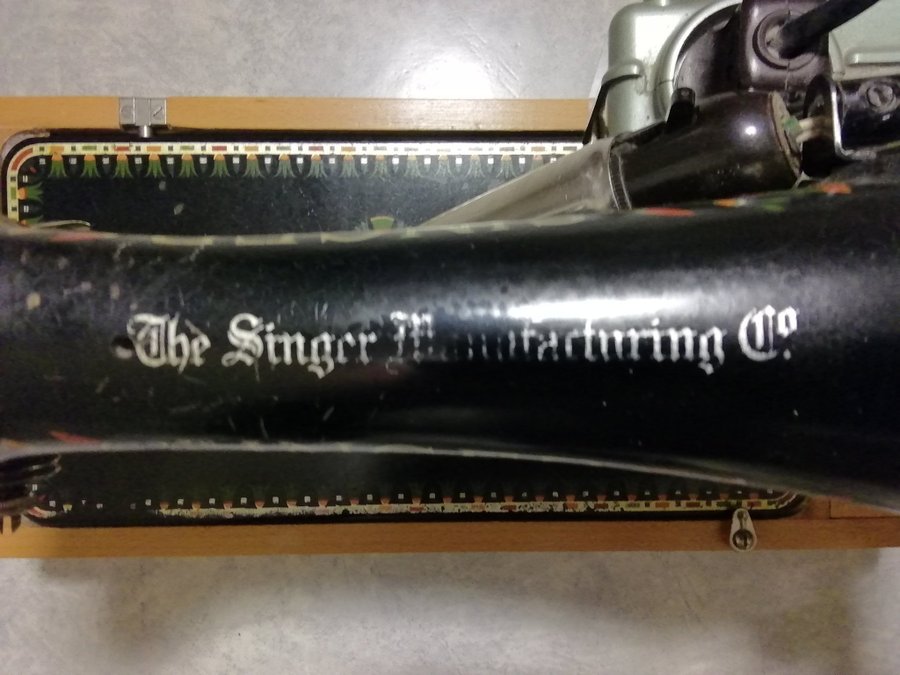 The Singer Manufacturing Co.